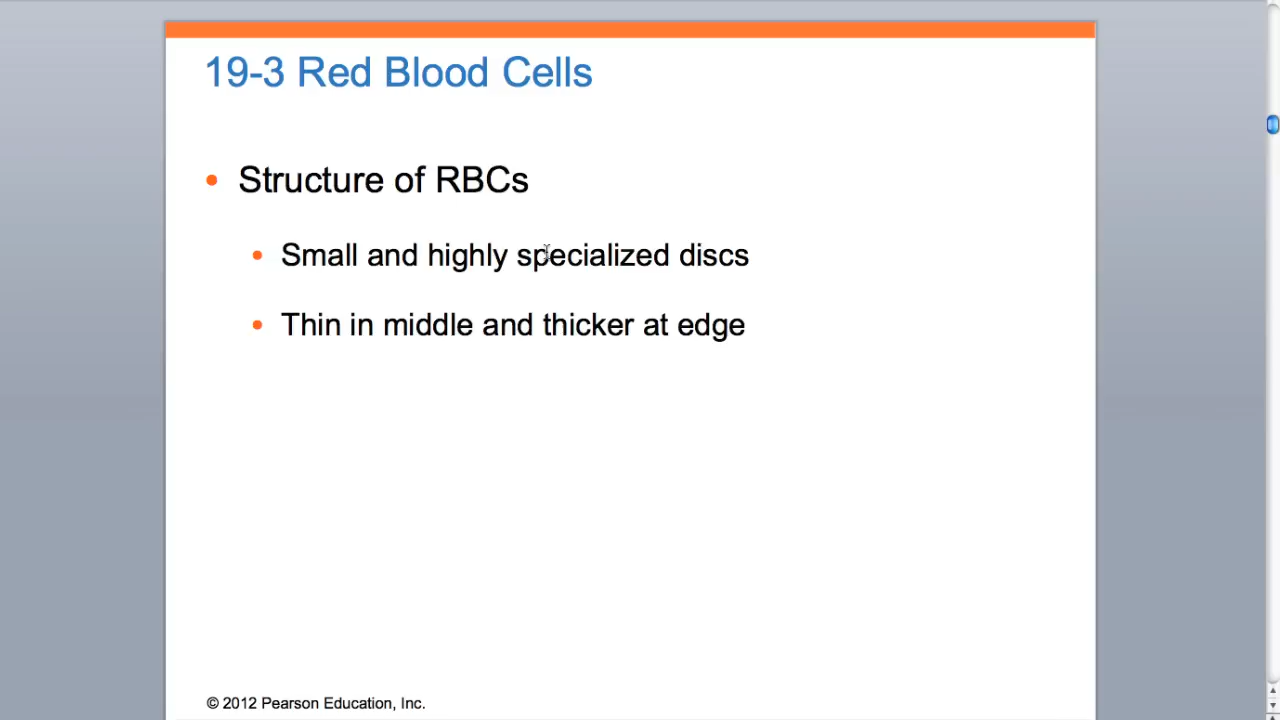 19-3 Red Blood Cells
• Structure of RBCs
• Small and highly specialized discs
• Thin in middle and thicker at edge
© 2012 Pearson Education, Inc.